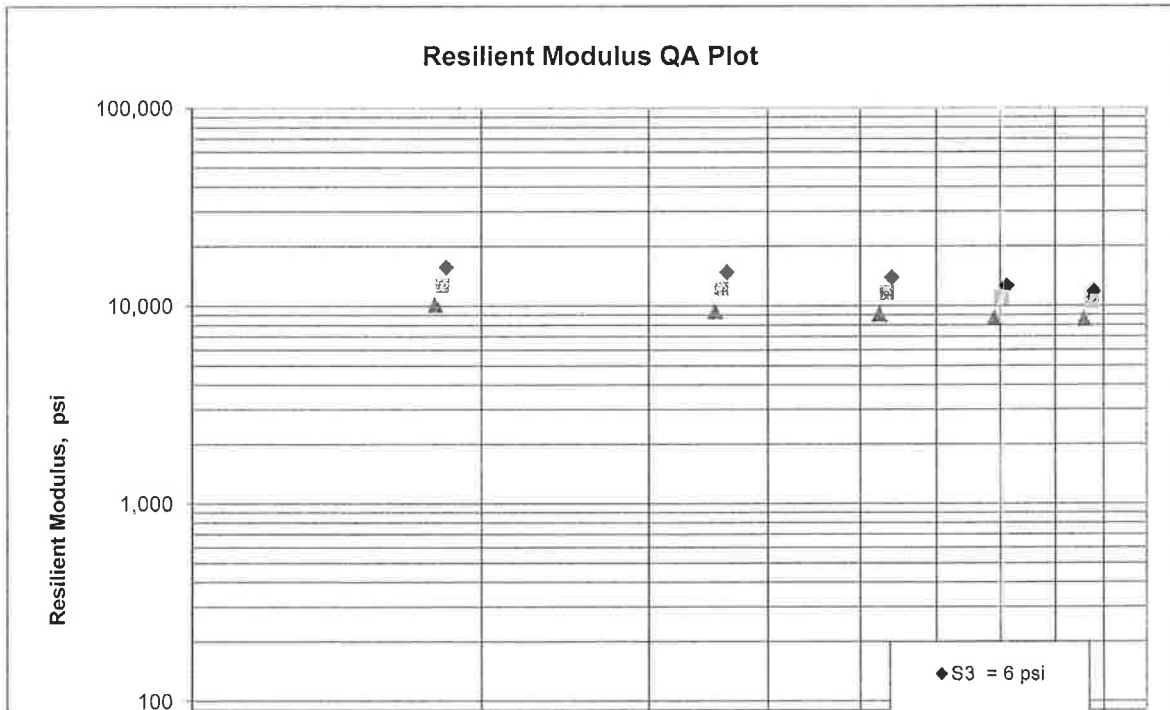 Resilient Modulus QA Plot
100,000
10,000
1,000
100
Resilient Modulus, psi
S3 = 6 psi